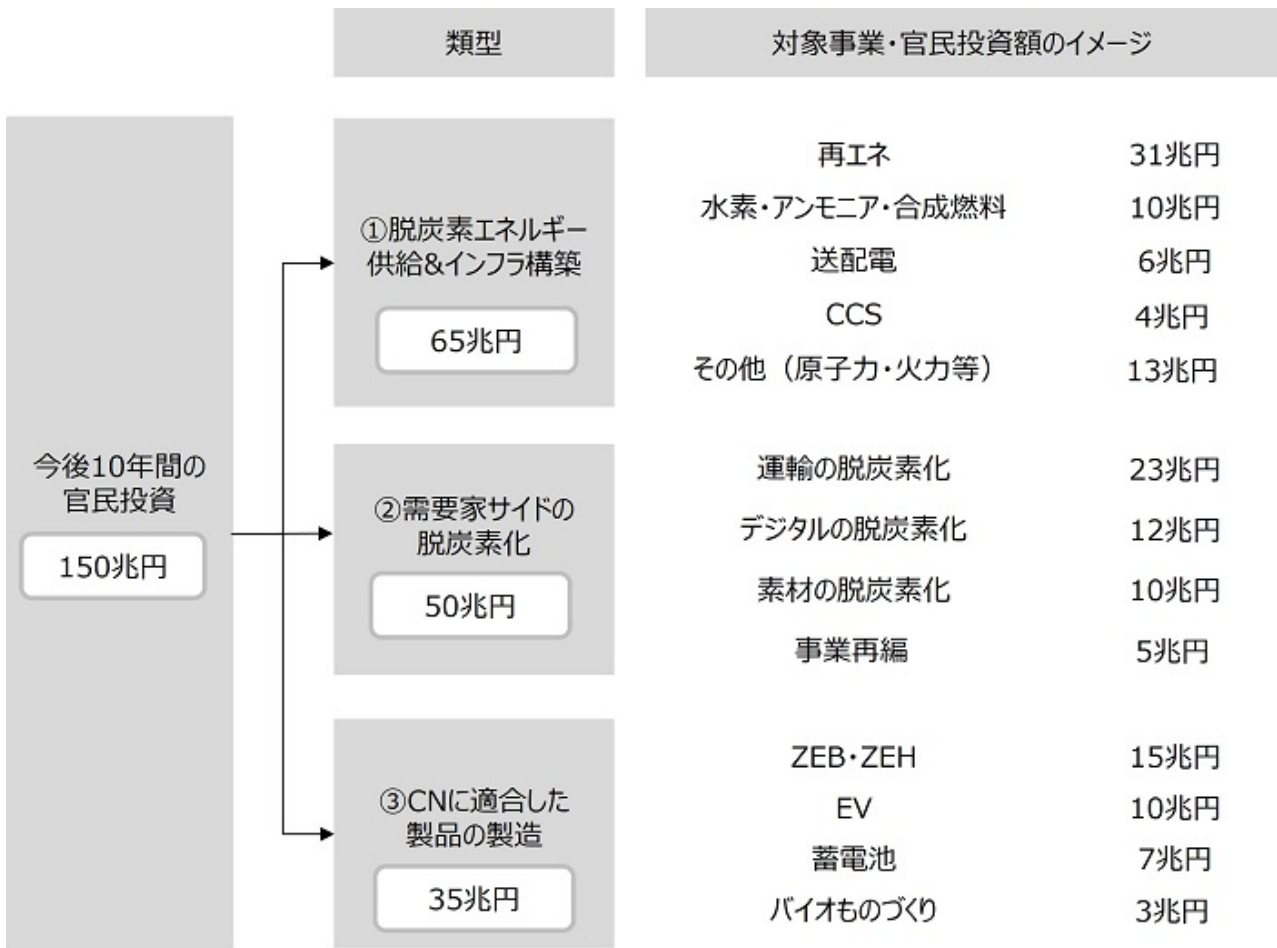 類型
対象事業・官民投資額のイメージ
今後10年間の
官民投資
150兆円
①脱炭素エネルギー
供給&インフラ構築
65兆円
再エネ 31兆円
水素・アンモニア・合成燃料 10兆円
送配電 6兆円
CCS 4兆円
その他（原子力・火力等） 13兆円
②需要家サイドの
脱炭素化
50兆円
運輸の脱炭素化 23兆円
デジタルの脱炭素化 12兆円
素材の脱炭素化 10兆円
事業再編 5兆円
③CNに適合した
製品の製造
35兆円
ZEB・ZEH 15兆円
EV 10兆円
蓄電池 7兆円
バイオものづくり 3兆円